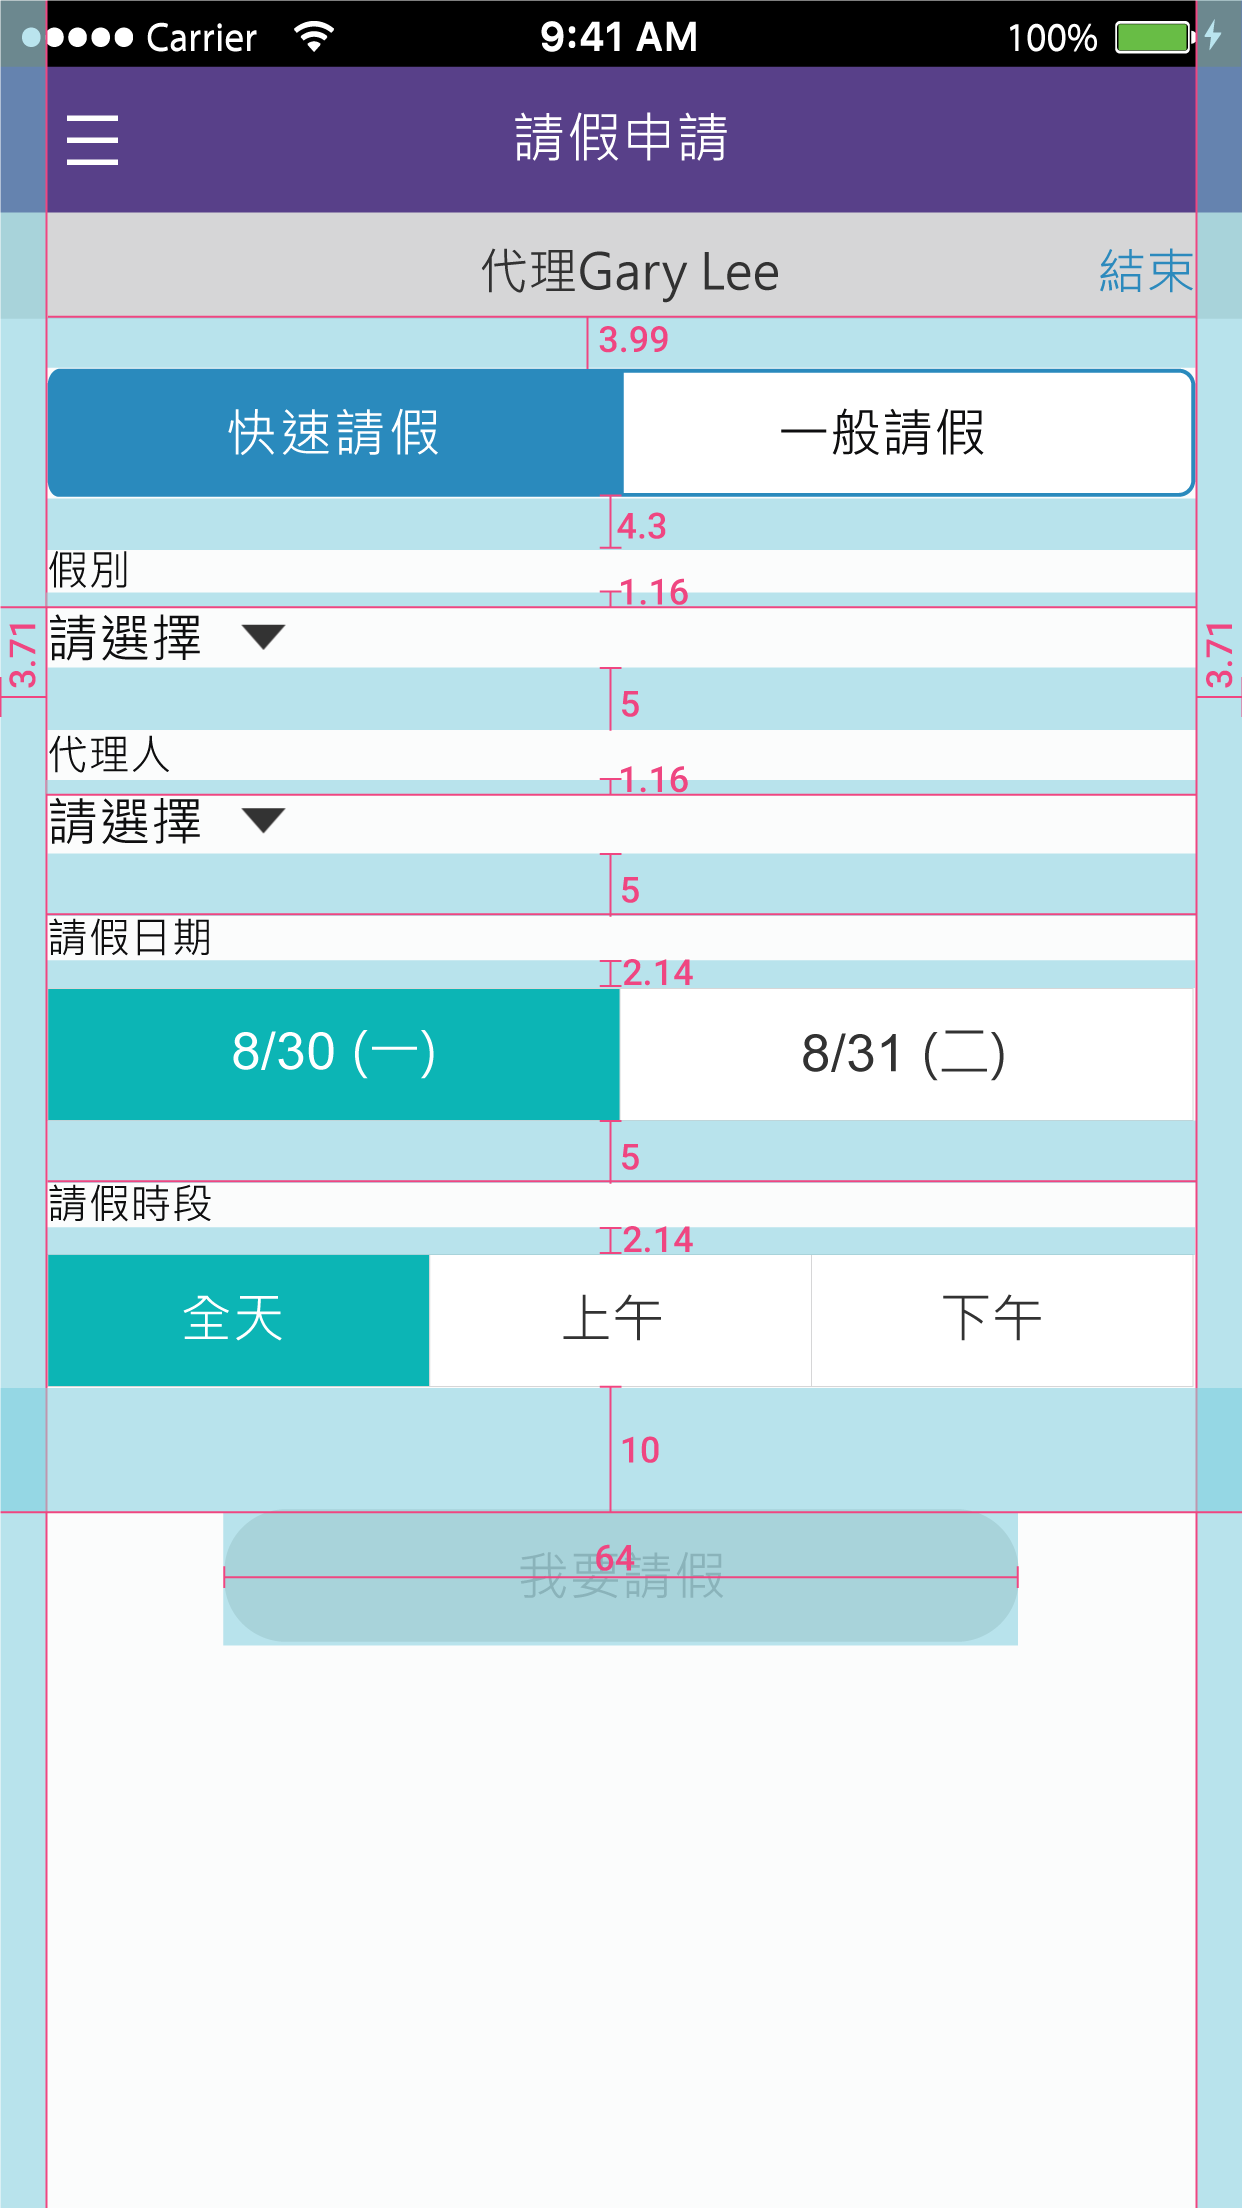 Carrier 9:41 AM 100%
請假申請
代理Gary Lee 結束
3.99
快速請假 一般請假
4.3
假別
1.16
請選擇
3.71 3.71
5
代理人
1.16
請選擇
5
請假日期
2.14
8/30 (一) 8/31 (二)
5
請假時段
2.14
全天 上午 下午
10
64
我要請假